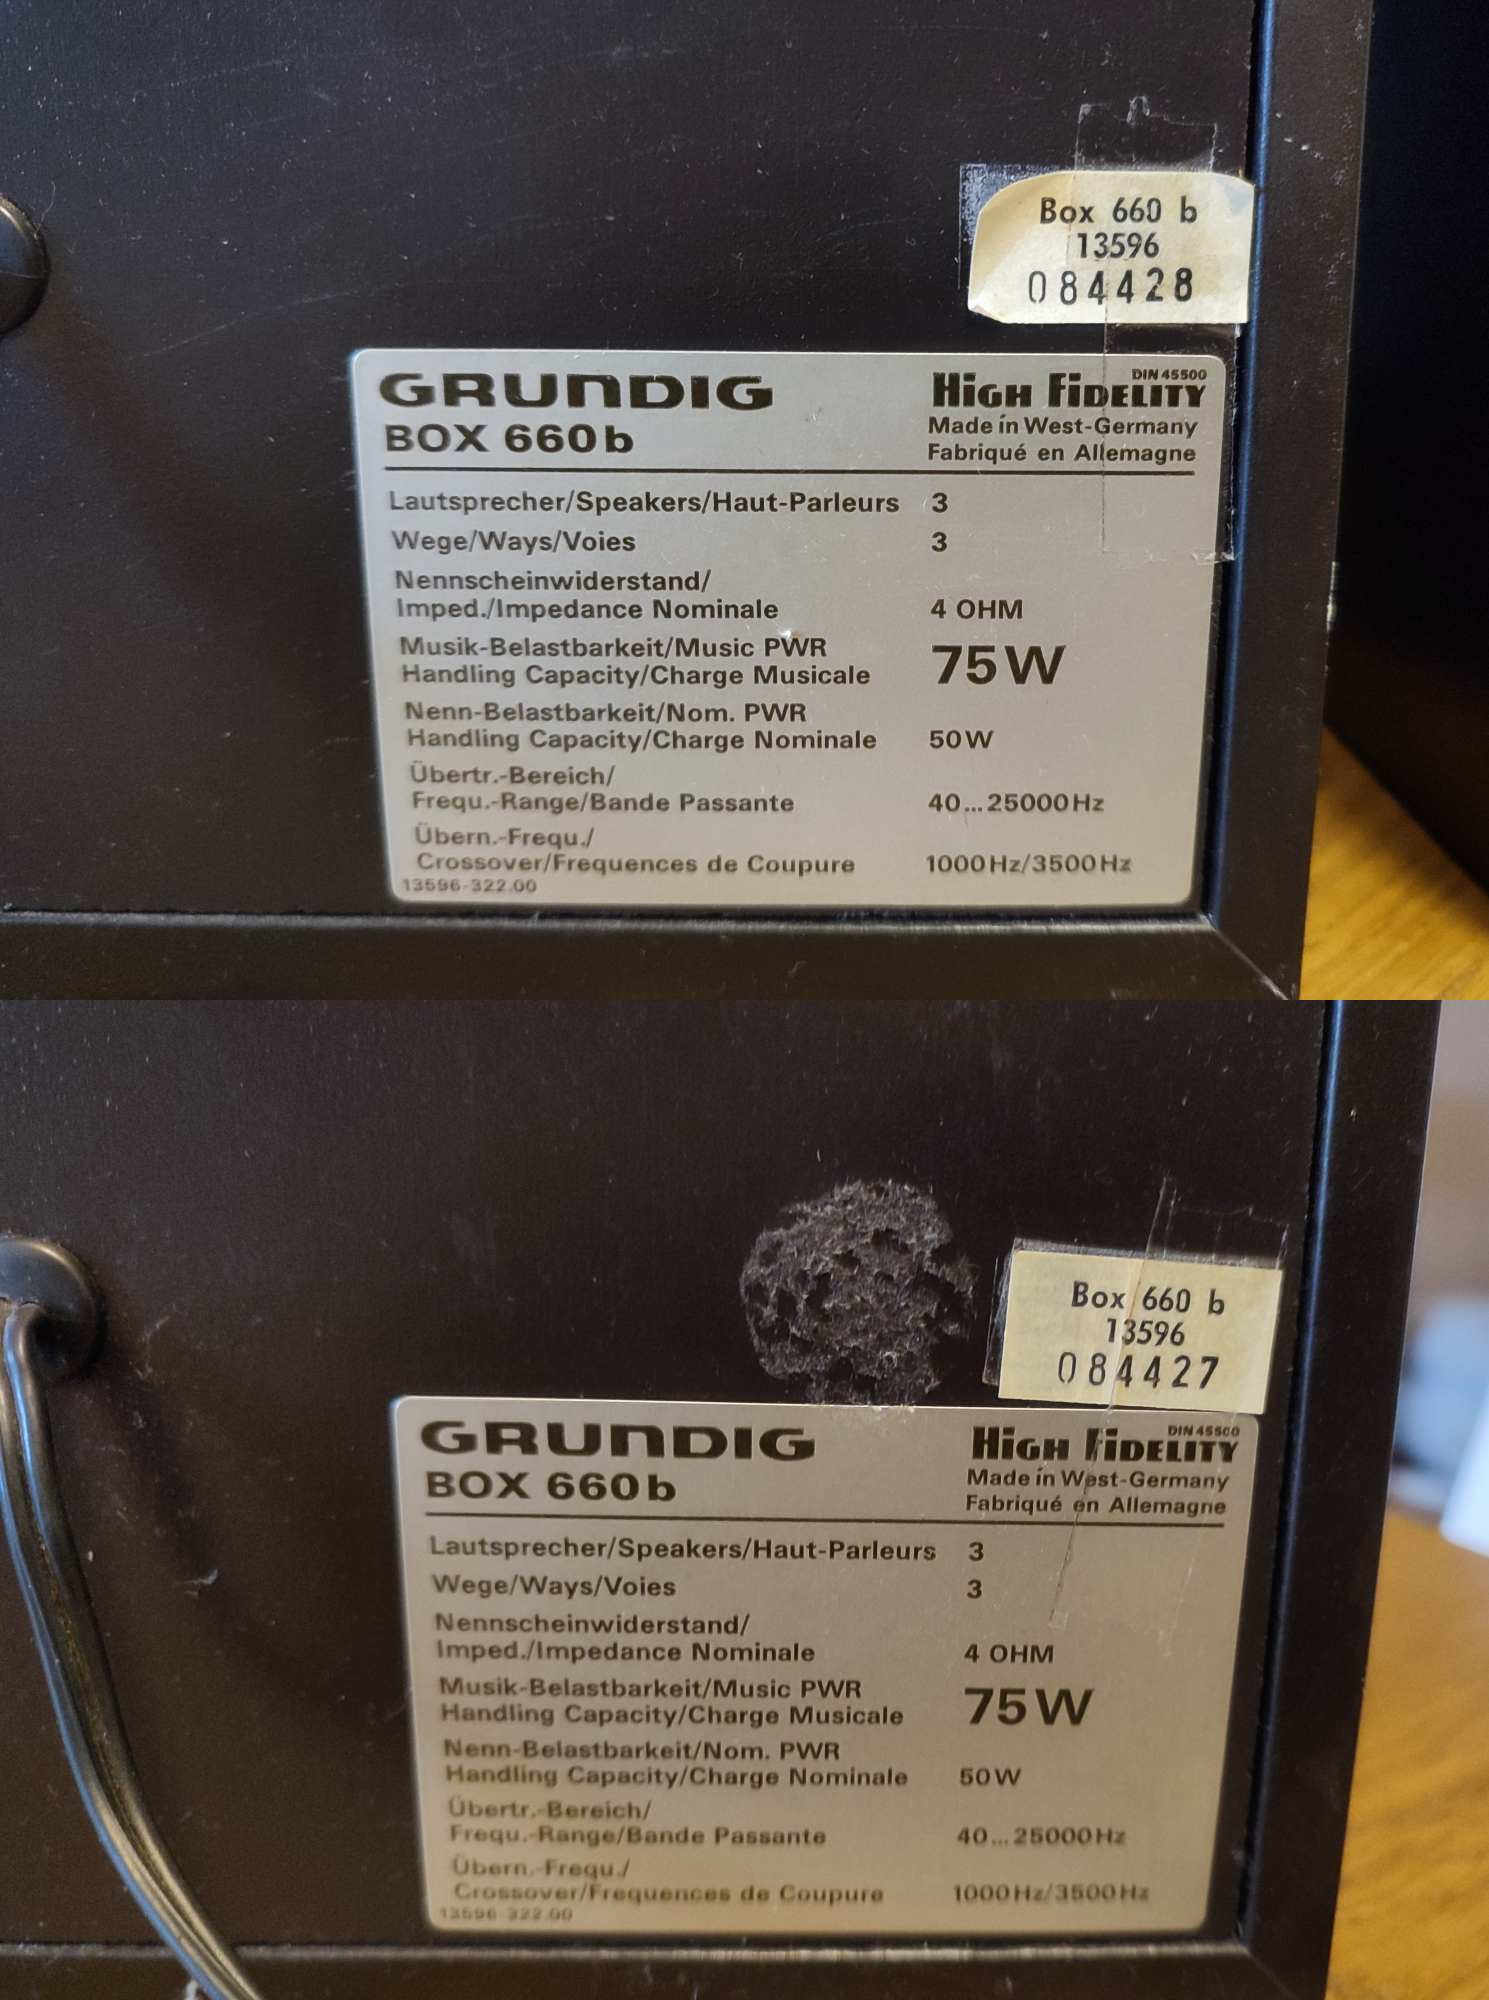 Box 660 b
13596
084428
GRUNDIG
BOX 660b
DIN 45500
HiGH FiDELITY
Made in West-Germany
Fabriqué en Allemagne
Lautsprecher/Speakers/Haut-Parleurs 3
Wege/Ways/Voies 3
Nennscheinwiderstand/
Imped./Impedance Nominale 4 OHM
Musik-Belastbarkeit/Music PWR
Handling Capacity/Charge Musicale 75W
Nenn-Belastbarkeit/Nom. PWR
Handling Capacity/Charge Nominale 50W
Übertr.-Bereich/
Frequ.-Range/Bande Passante 40...25000Hz
Übern.-Frequ./
Crossover/Frequences de Coupure 1000Hz/3500Hz
13596-322.00
Box 660 b
13596
084427
GRUNDIG
BOX 660b
DIN 45500
HiGH FiDELITY
Made in West-Germany
Fabriqué en Allemagne
Lautsprecher/Speakers/Haut-Parleurs 3
Wege/Ways/Voies 3
Nennscheinwiderstand/
Imped./Impedance Nominale 4 OHM
Musik-Belastbarkeit/Music PWR
Handling Capacity/Charge Musicale 75W
Nenn-Belastbarkeit/Nom. PWR
Handling Capacity/Charge Nominale 50W
Übertr.-Bereich/
Frequ.-Range/Bande Passante 40...25000Hz
Übern.-Frequ./
Crossover/Frequences de Coupure 1000Hz/3500Hz
13596-322.00